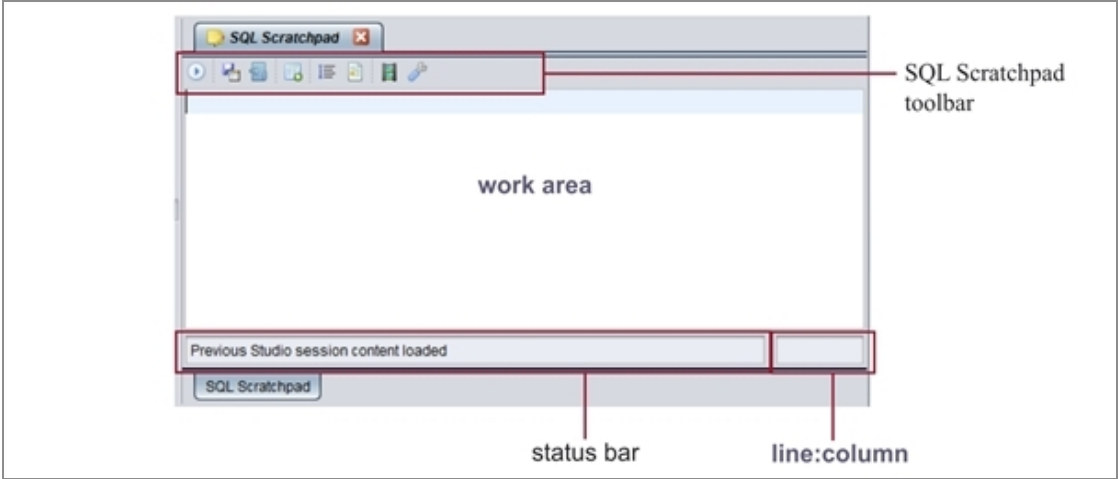 SQL Scratchpad
SQL Scratchpad
toolbar
work area
Previous Studio session content loaded
SQL Scratchpad
status bar
line:column